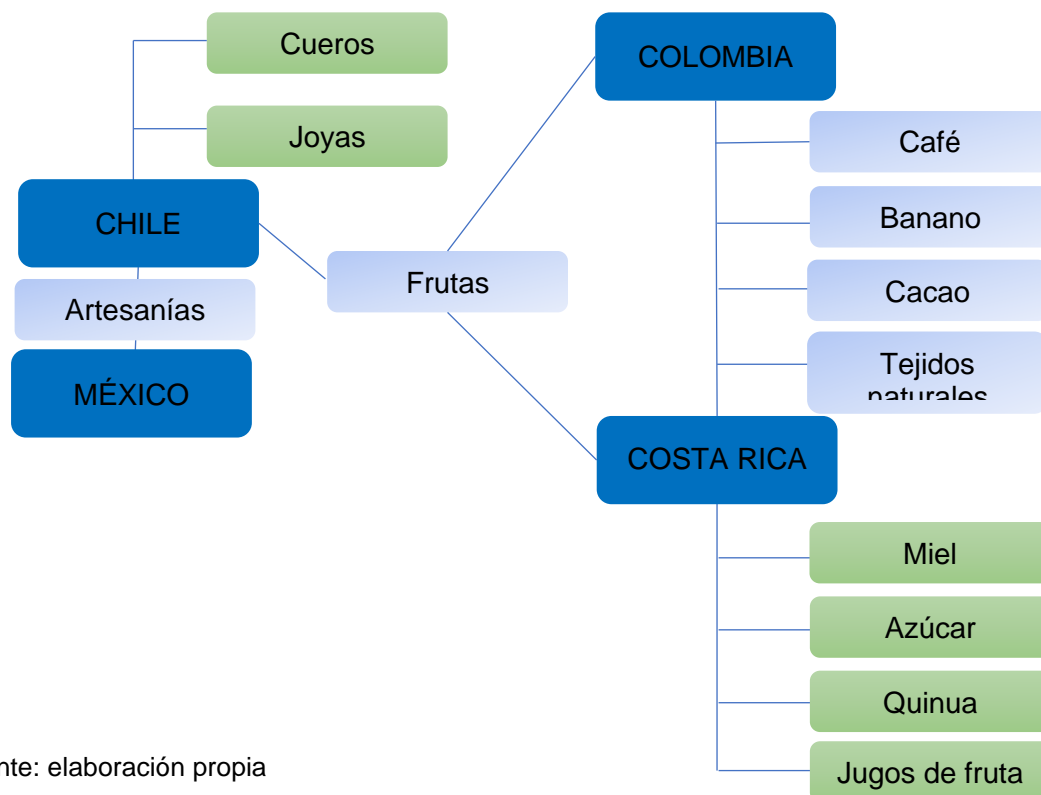 Cueros
COLOMBIA
Joyas
Café
CHILE
Banano
Frutas
Cacao
Artesanías
Tejidos
naturales
MÉXICO
COSTA RICA
Miel
Azúcar
Quinua
nte: elaboración propia
Jugos de fruta